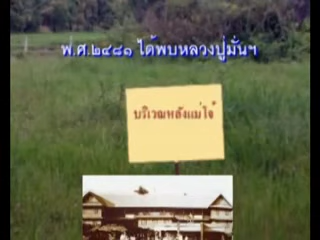 พ.ศ.๒๔๘๑ ได้พบหลวงปู่มั่นฯ
บริเวณหลังแม่โจ้